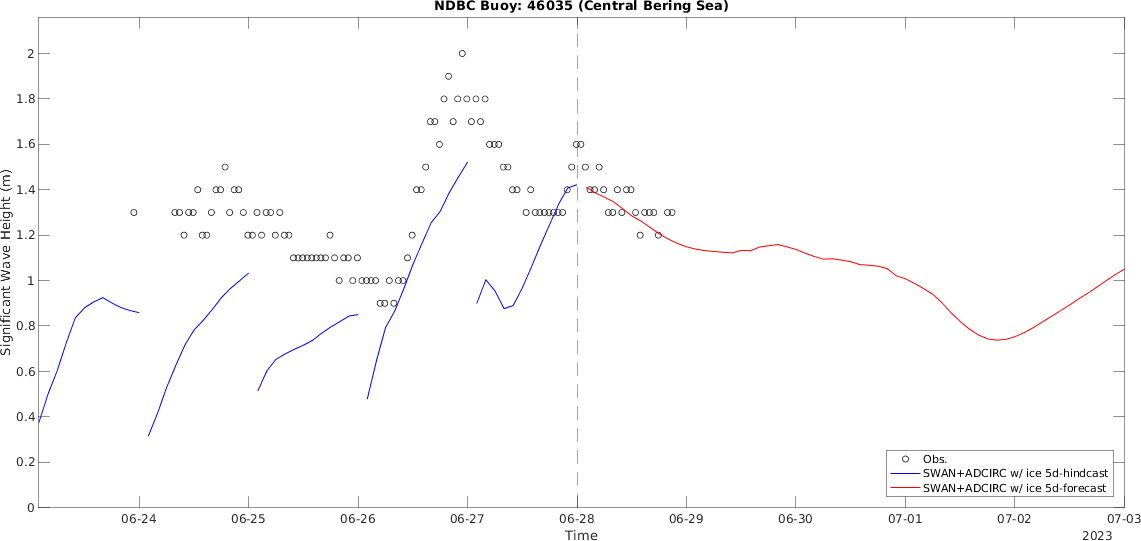 NDBC Buoy: 46035 (Central Bering Sea)
Significant Wave Height (m)
2
1.8
1.6
1.4
1.2
1
0.8
0.6
0.4
0.2
0
Obs.
SWAN+ADCIRC w/ ice 5d-hindcast
SWAN+ADCIRC w/ ice 5d-forecast
06-24 06-25 06-26 06-27 06-28 06-29 06-30 07-01 07-02 07-03
Time 2023